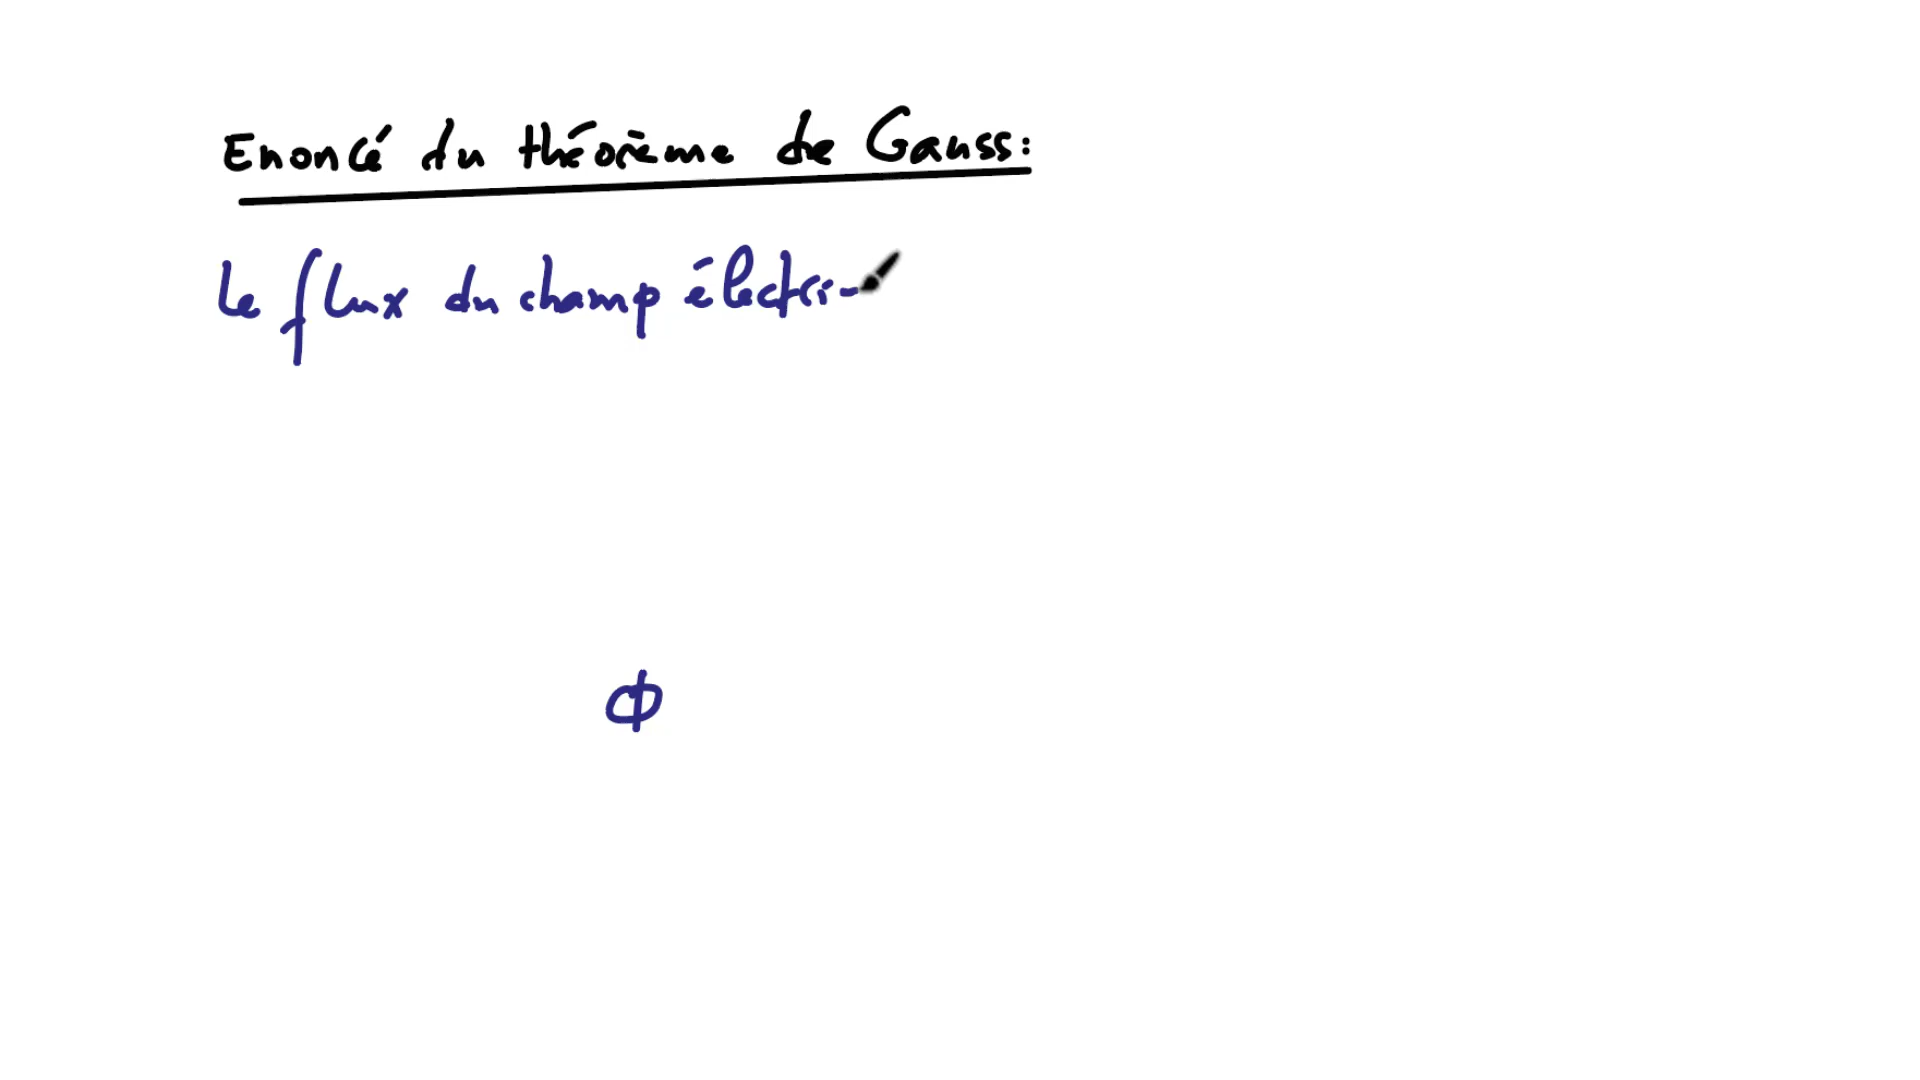 Enoncé du théorème de Gauss:
Le flux du champ électri-
Φ